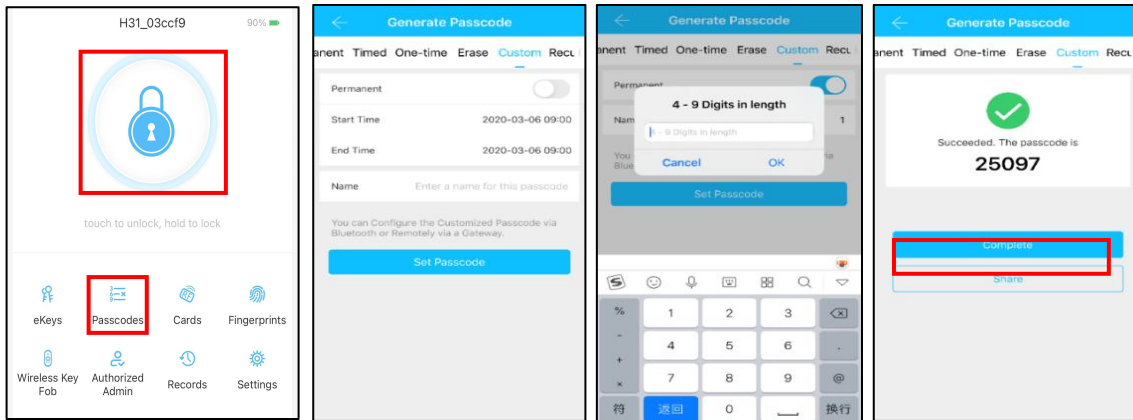 H31_03ccf9
90%
touch to unlock, hold to lock
eKeys
Passcodes
Cards
Fingerprints
Wireless Key Fob
Authorized Admin
Records
Settings
Generate Passcode
anent Timed One-time Erase Custom Recu
Permanent
Start Time 2020-03-06 09:00
End Time 2020-03-06 09:00
Name Enter a name for this passcode
You can Configure the Customized Passcode via
Bluetooth or Remotely via a Gateway.
Set Passcode
Generate Passcode
anent Timed One-time Erase Custom Recu
Permanent
Name 1
4 - 9 Digits in length
4 - 9 Digits in length
Cancel OK
You
Blue
Set Passcode
S
% 1 2 3
- 4 5 6 .
+
× 7 8 9 @
符 返回 0 换行
Generate Passcode
anent Timed One-time Erase Custom Recu
Succeeded. The passcode is
25097
Complete
Share